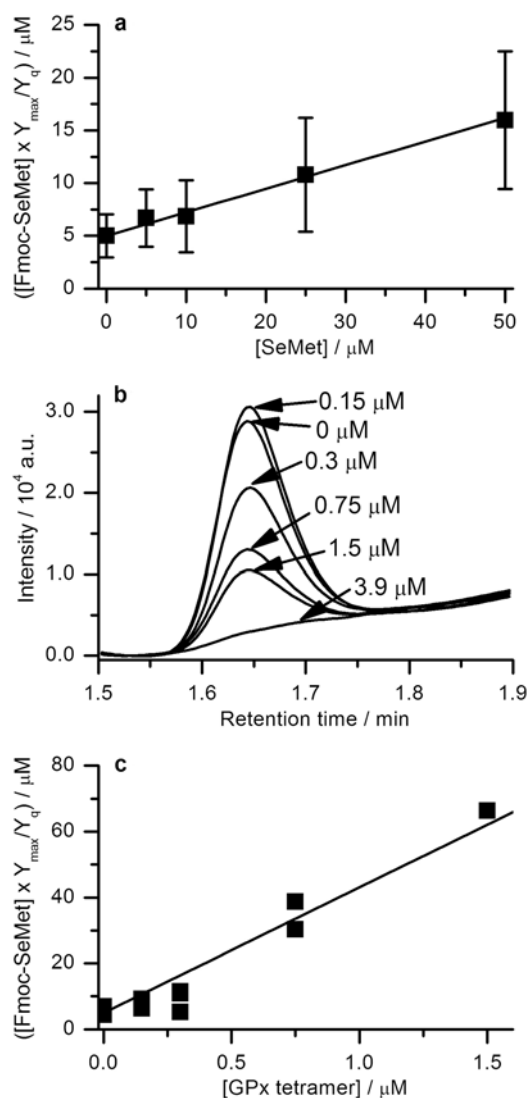 a
25
20
15
10
5
0
([Fmoc-SeMet] x Y_max/Y_q) / μM
0 10 20 30 40 50
[SeMet] / μM
b
3.0
2.0
1.0
0.0
Intensity / 10⁴ a.u.
0.15 μM
0 μM
0.3 μM
0.75 μM
1.5 μM
3.9 μM
1.5 1.6 1.7 1.8 1.9
Retention time / min
c
80
60
40
20
0
([Fmoc-SeMet] x Y_max/Y_q) / μM
0.0 0.5 1.0 1.5
[GPx tetramer] / μM